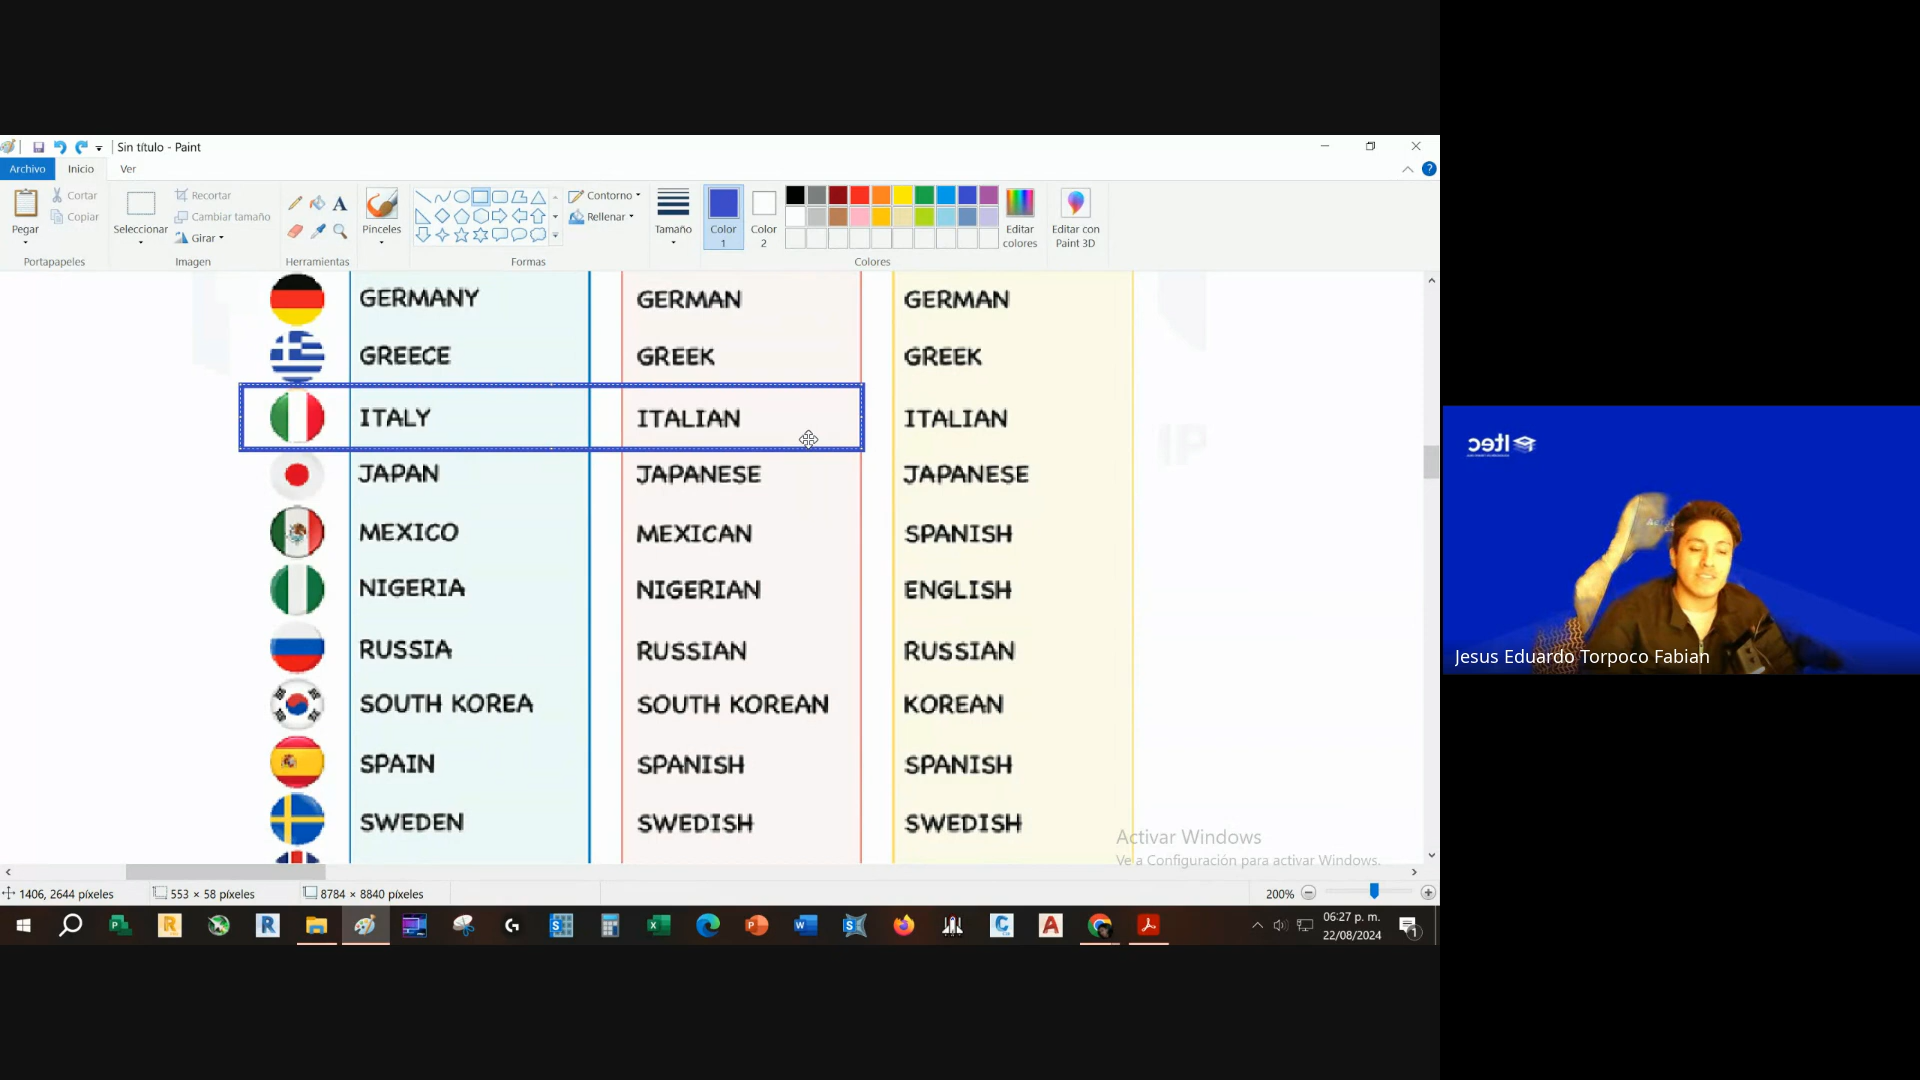 Sin título - Paint
Archivo Inicio Ver
Pegar
Cortar
Copiar
Portapapeles
Seleccionar
Recortar
Cambiar tamaño
Girar
Imagen
Herramientas
Pinceles
Contorno
Rellenar
Formas
Tamaño
Color 1
Color 2
Editar colores
Colores
Editar con Paint 3D
GERMANY GERMAN GERMAN
GREECE GREEK GREEK
ITALY ITALIAN ITALIAN
JAPAN JAPANESE JAPANESE
MEXICO MEXICAN SPANISH
NIGERIA NIGERIAN ENGLISH
RUSSIA RUSSIAN RUSSIAN
SOUTH KOREA SOUTH KOREAN KOREAN
SPAIN SPANISH SPANISH
SWEDEN SWEDISH SWEDISH
Activar Windows
Ve a Configuración para activar Windows.
1406, 2644 píxeles 553 × 58 píxeles 8784 × 8840 píxeles 200%
06:27 p. m.
22/08/2024
1
Itec
Jesus Eduardo Torpoco Fabian